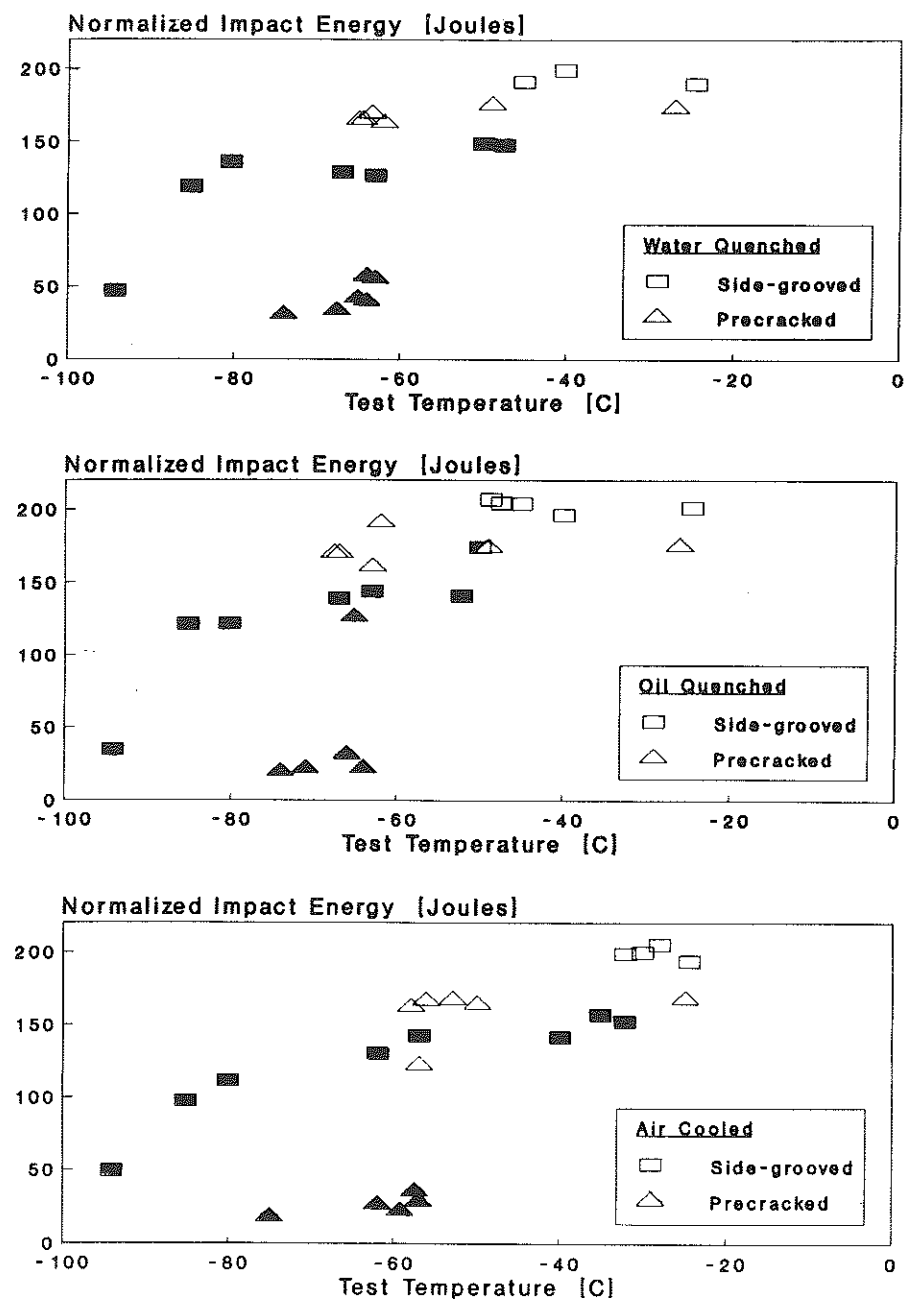 Normalized Impact Energy [Joules]
200
150
100
50
0
-100 -80 -60 -40 -20 0
Test Temperature [C]
Water Quenched
Side-grooved
Precracked
Normalized Impact Energy [Joules]
200
150
100
50
0
-100 -80 -60 -40 -20 0
Test Temperature [C]
Oil Quenched
Side-grooved
Precracked
Normalized Impact Energy [Joules]
200
150
100
50
0
-100 -80 -60 -40 -20 0
Test Temperature [C]
Air Cooled
Side-grooved
Precracked